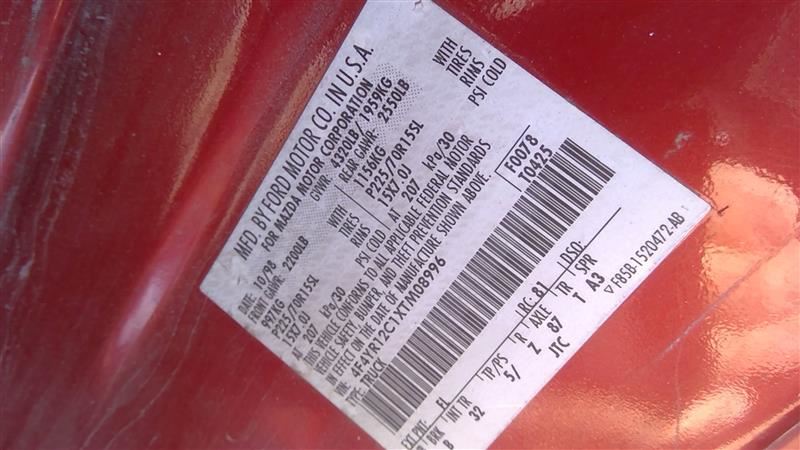 MFD. BY FORD MOTOR CO. IN U.S.A.
FOR MAZDA MOTOR CORPORATION
DATE: 10/98 GVWR: 4320LB/ 1959KG
FRONT GAWR: 2200LB REAR GAWR: 2550LB
997KG WITH 1156KG WITH
P225/70R15SL TIRES P225/70R15SL TIRES
15X7.0J RIMS 15X7.0J RIMS
AT 207 kPa/30 PSI COLD AT 207 kPa/30 PSI COLD
THIS VEHICLE CONFORMS TO ALL APPLICABLE FEDERAL MOTOR
VEHICLE SAFETY, BUMPER AND THEFT PREVENTION STANDARDS
IN EFFECT ON THE DATE OF MANUFACTURE SHOWN ABOVE.
VIN: 4F4YR12C1XTM08996 F0078
TYPE: TRUCK T0425
EXT PNT: EL RC: 81 DSO:
BRK INT TR TP/PS R AXLE TR SPR
B 32 5/ Z 87 T A3
JTC
F85B-1520472-AB